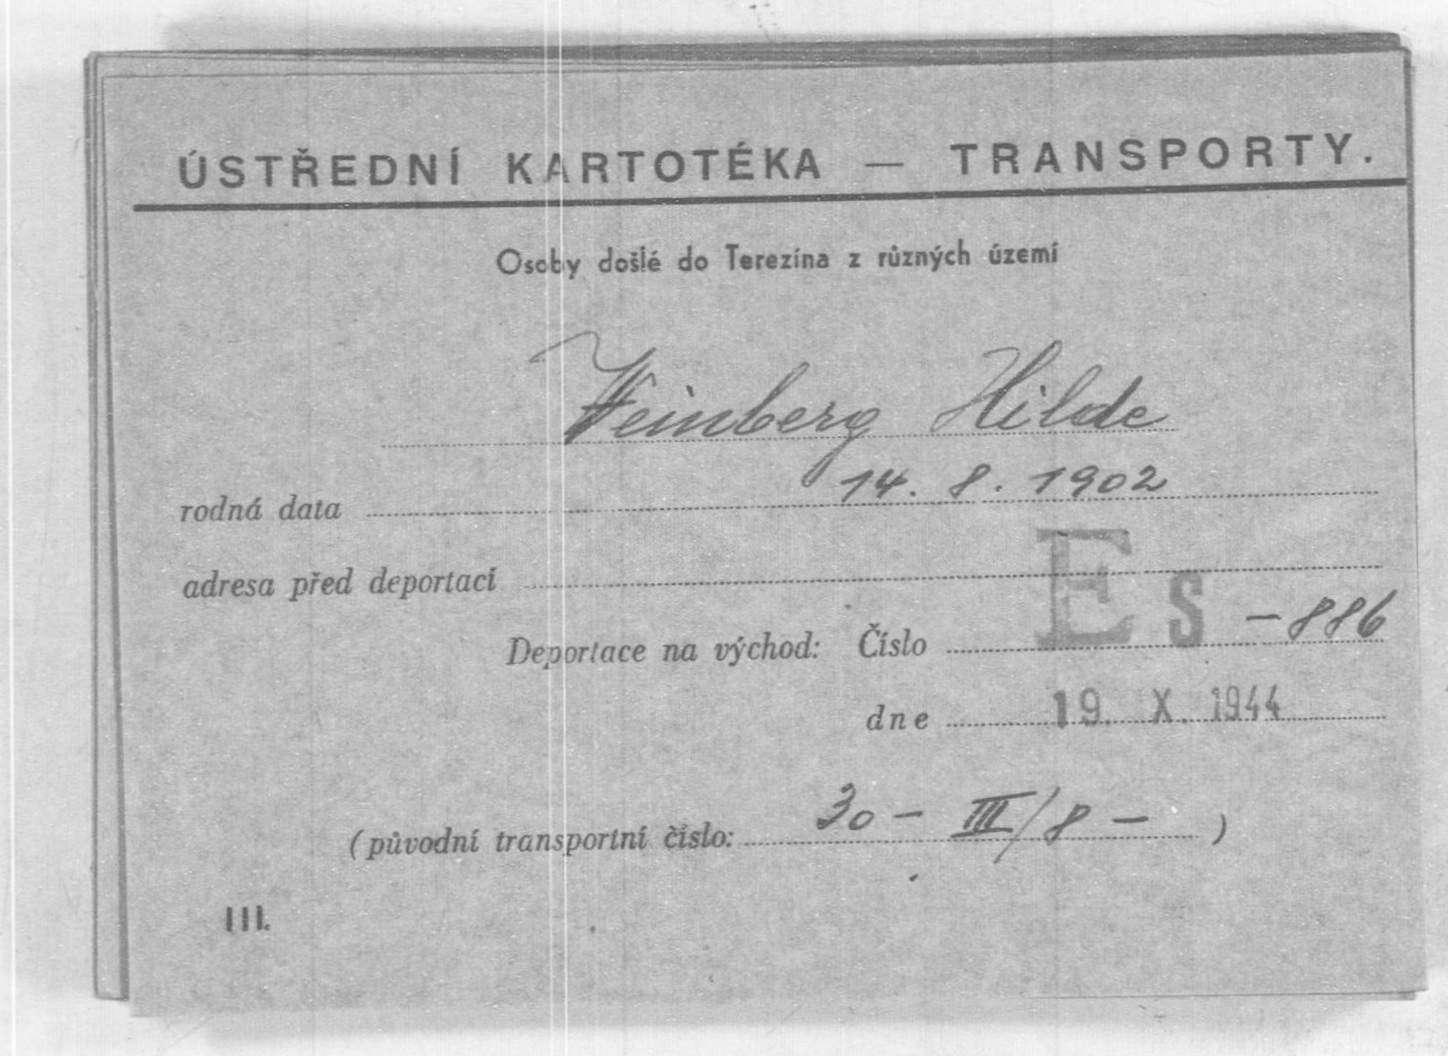 ÚSTŘEDNÍ KARTOTÉKA — TRANSPORTY.
Osoby došlé do Terezína z různých území
Weinberg Hilde
rodná data 14. 8. 1902
adresa před deportací
Deportace na východ: Číslo Es -886
dne 19. X. 1944
(původní transportní číslo: 30 - III/8 - )
III.